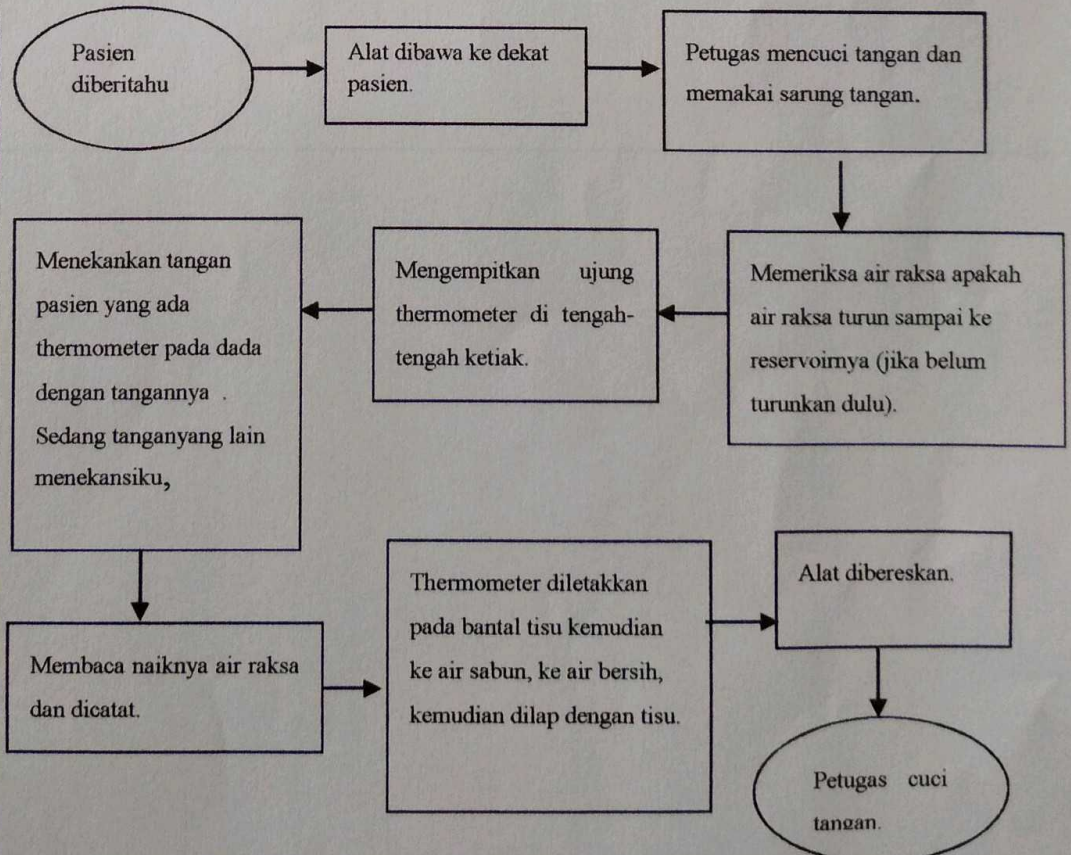 Pasien
diberitahu
Alat dibawa ke dekat
pasien.
Petugas mencuci tangan dan
memakai sarung tangan.
Memeriksa air raksa apakah
air raksa turun sampai ke
reservoirnya (jika belum
turunkan dulu).
Mengempitkan ujung
thermometer di tengah-
tengah ketiak.
Menekankan tangan
pasien yang ada
thermometer pada dada
dengan tangannya .
Sedang tanganyang lain
menekansiku,
Membaca naiknya air raksa
dan dicatat.
Thermometer diletakkan
pada bantal tisu kemudian
ke air sabun, ke air bersih,
kemudian dilap dengan tisu.
Alat dibereskan.
Petugas cuci
tangan.